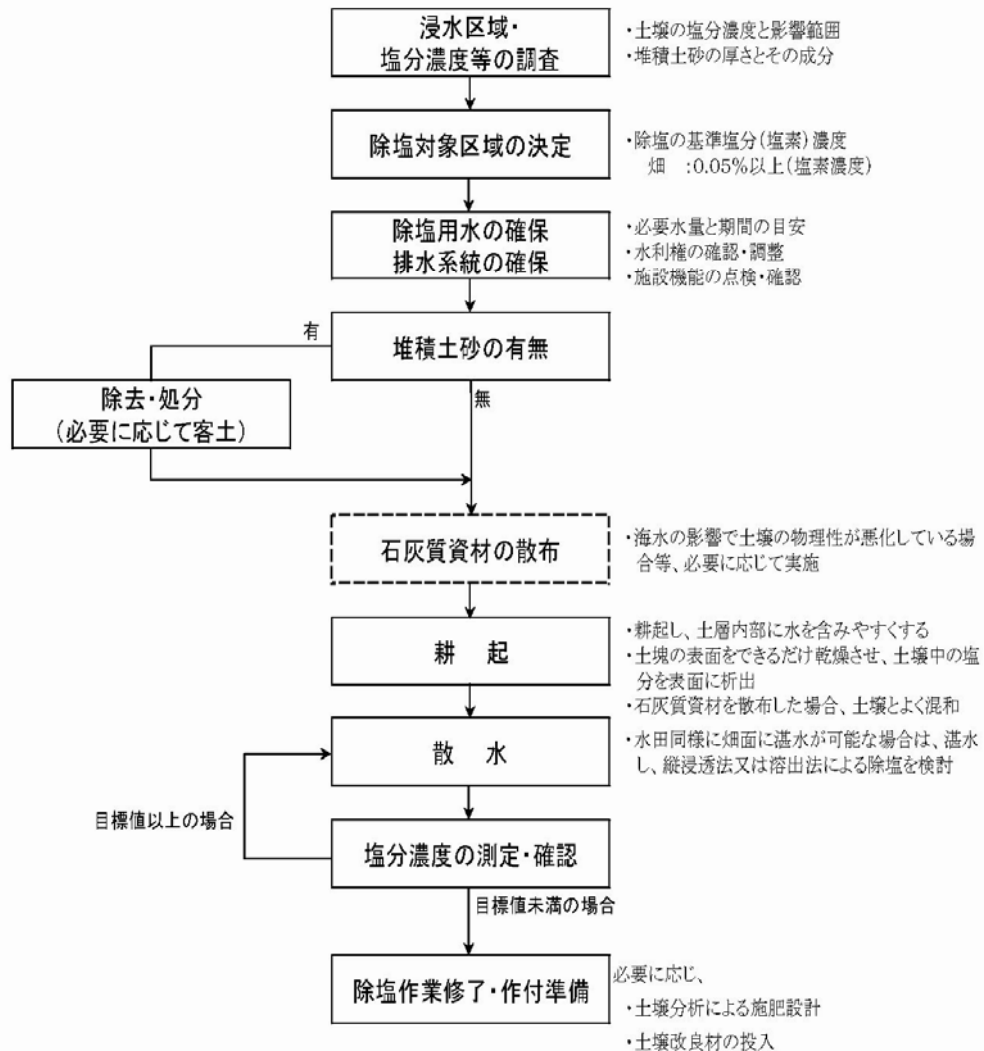 浸水区域・
塩分濃度等の調査
・土壌の塩分濃度と影響範囲
・堆積土砂の厚さとその成分
除塩対象区域の決定
・除塩の基準塩分(塩素)濃度
畑 :0.05%以上(塩素濃度)
除塩用水の確保
排水系統の確保
・必要水量と期間の目安
・水利権の確認・調整
・施設機能の点検・確認
堆積土砂の有無
有
除去・処分
(必要に応じて客土)
無
石灰質資材の散布
・海水の影響で土壌の物理性が悪化している場
合等、必要に応じて実施
耕 起
・耕起し、土層内部に水を含みやすくする
・土塊の表面をできるだけ乾燥させ、土壌中の塩
分を表面に析出
・石灰質資材を散布した場合、土壌とよく混和
散 水
・水田同様に畑面に湛水が可能な場合は、湛水
し、縦浸透法又は溶出法による除塩を検討
目標値以上の場合
塩分濃度の測定・確認
目標値未満の場合
除塩作業修了・作付準備
必要に応じ、
・土壌分析による施肥設計
・土壌改良材の投入